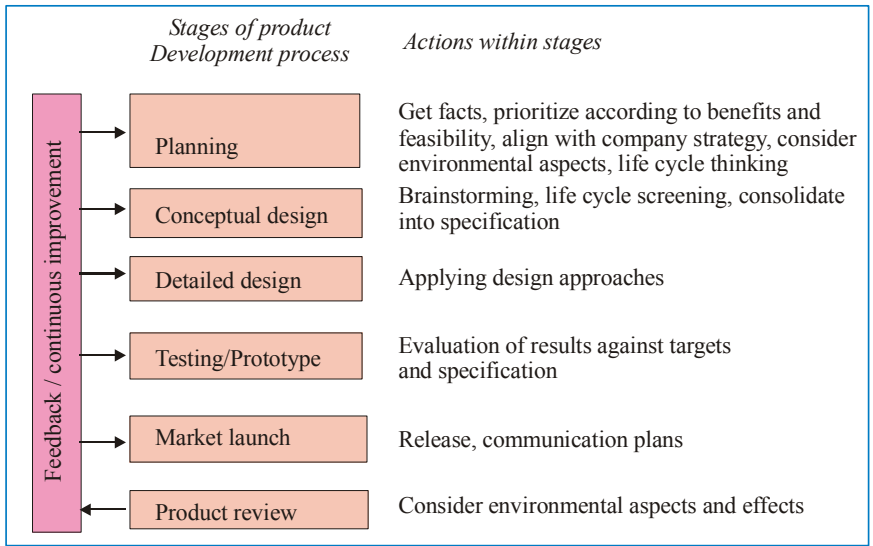 Stages of product
Development process
Actions within stages
Feedback / continuous improvement
Planning
Get facts, prioritize according to benefits and
feasibility, align with company strategy, consider
environmental aspects, life cycle thinking
Conceptual design
Brainstorming, life cycle screening, consolidate
into specification
Detailed design
Applying design approaches
Testing/Prototype
Evaluation of results against targets
and specification
Market launch
Release, communication plans
Product review
Consider environmental aspects and effects